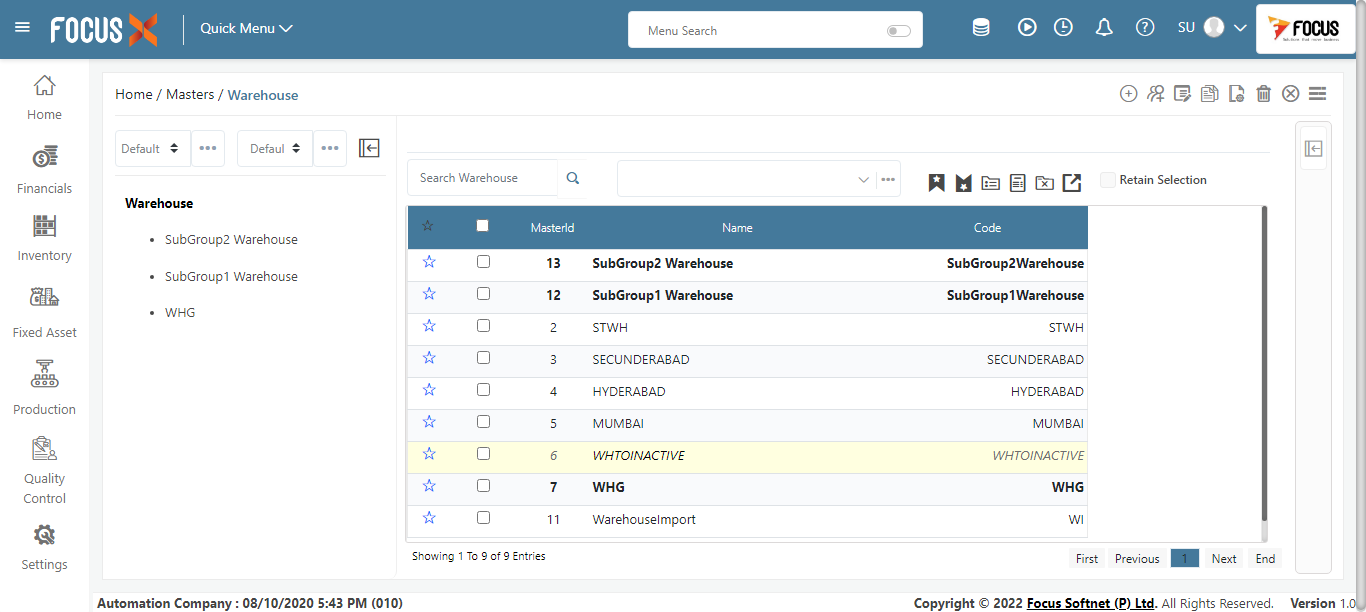 FOCUS X Quick Menu Menu Search SU FOCUS
Home / Masters / Warehouse
Home
Financials
Inventory
Fixed Asset
Production
Quality
Control
Settings
Default Defaul
Warehouse
SubGroup2 Warehouse
SubGroup1 Warehouse
WHG
Search Warehouse Retain Selection
MasterId Name Code
13 SubGroup2 Warehouse SubGroup2Warehouse
12 SubGroup1 Warehouse SubGroup1Warehouse
2 STWH STWH
3 SECUNDERABAD SECUNDERABAD
4 HYDERABAD HYDERABAD
5 MUMBAI MUMBAI
6 WHTOINACTIVE WHTOINACTIVE
7 WHG WHG
11 WarehouseImport WI
Showing 1 To 9 of 9 Entries First Previous 1 Next End
Automation Company : 08/10/2020 5:43 PM (010) Copyright © 2022 Focus Softnet (P) Ltd. All Rights Reserved. Version 1.0